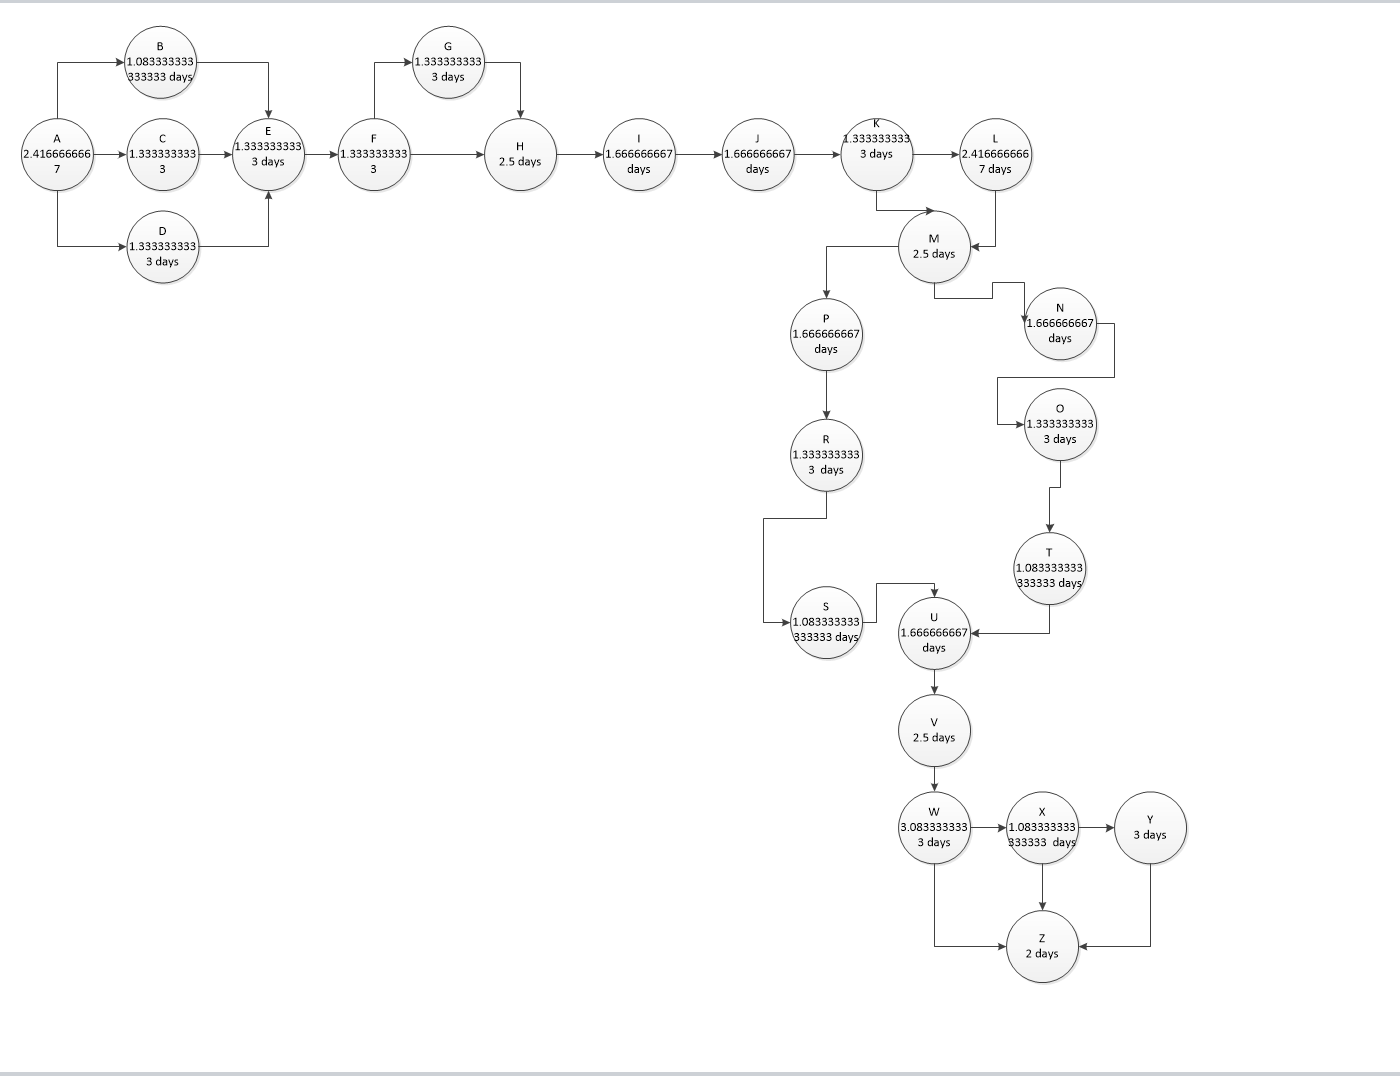 B
1.083333333
333333 days
G
1.333333333
3 days
A
2.416666666
7
C
1.333333333
3
E
1.333333333
3 days
F
1.333333333
3
H
2.5 days
I
1.666666667
days
J
1.666666667
days
K
1.333333333
3 days
L
2.416666666
7 days
D
1.333333333
3 days
M
2.5 days
P
1.666666667
days
N
1.666666667
days
O
1.333333333
3 days
R
1.333333333
3 days
T
1.083333333
333333 days
S
1.083333333
333333 days
U
1.666666667
days
V
2.5 days
W
3.083333333
3 days
X
1.083333333
333333 days
Y
3 days
Z
2 days